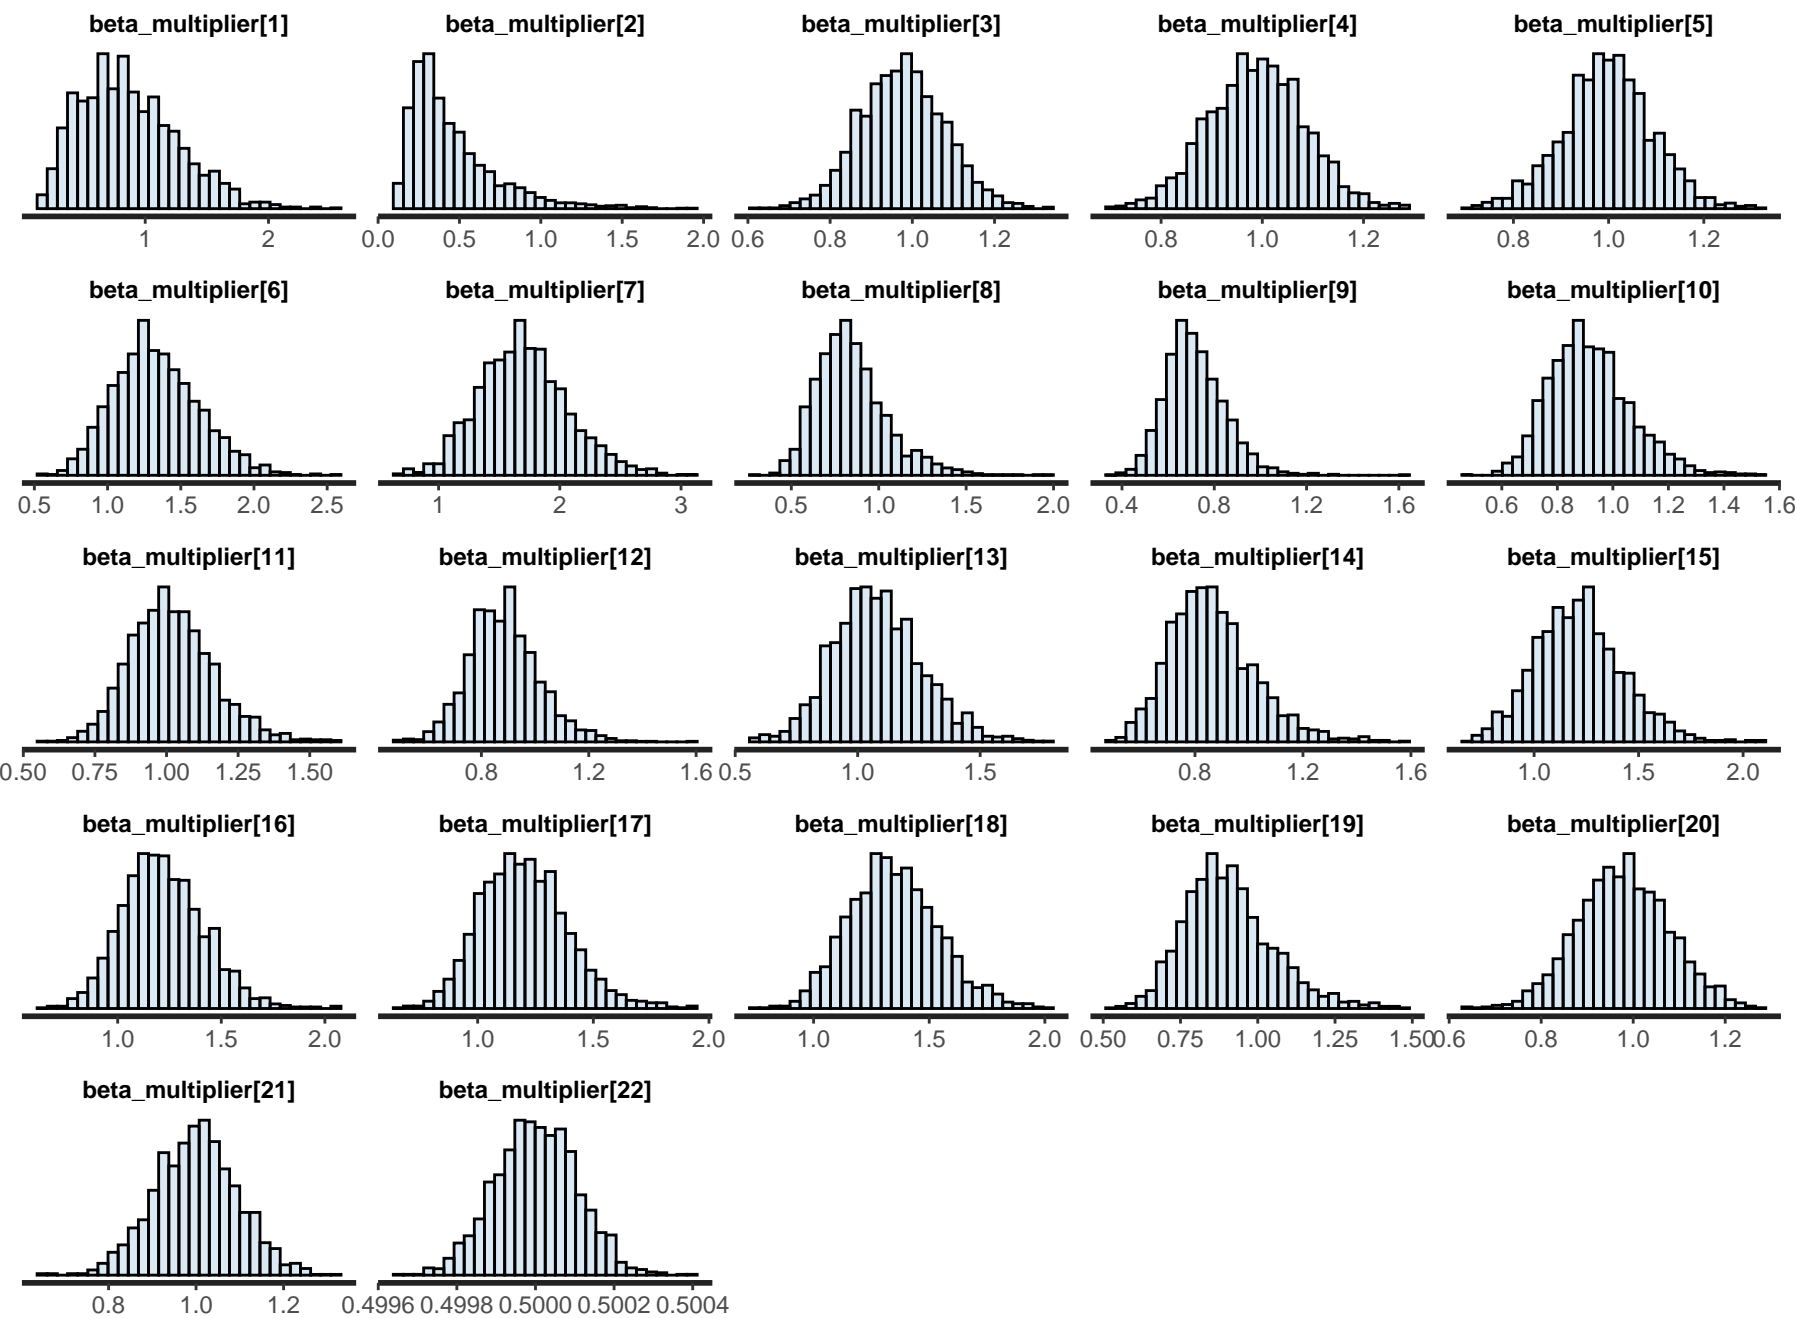 beta_multiplier[1] beta_multiplier[2] beta_multiplier[3] beta_multiplier[4] beta_multiplier[5]
1 2 0.0 0.5 1.0 1.5 2.0 0.6 0.8 1.0 1.2 0.8 1.0 1.2 0.8 1.0 1.2
beta_multiplier[6] beta_multiplier[7] beta_multiplier[8] beta_multiplier[9] beta_multiplier[10]
0.5 1.0 1.5 2.0 2.5 1 2 3 0.5 1.0 1.5 2.0 0.4 0.8 1.2 1.6 0.6 0.8 1.0 1.2 1.4 1.6
beta_multiplier[11] beta_multiplier[12] beta_multiplier[13] beta_multiplier[14] beta_multiplier[15]
0.50 0.75 1.00 1.25 1.50 0.8 1.2 1.6 0.5 1.0 1.5 0.8 1.2 1.6 1.0 1.5 2.0
beta_multiplier[16] beta_multiplier[17] beta_multiplier[18] beta_multiplier[19] beta_multiplier[20]
1.0 1.5 2.0 1.0 1.5 2.0 1.0 1.5 2.0 0.50 0.75 1.00 1.25 1.50 0.6 0.8 1.0 1.2
beta_multiplier[21] beta_multiplier[22]
0.8 1.0 1.2 0.4996 0.4998 0.5000 0.5002 0.5004